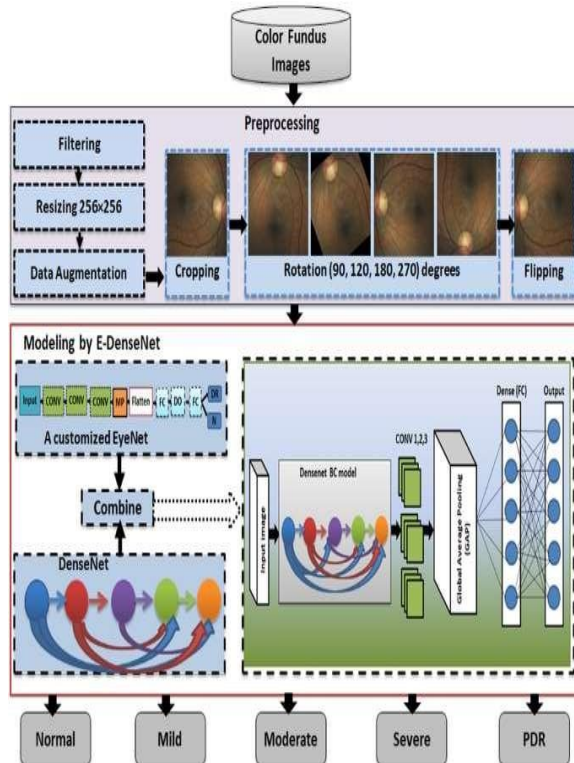 Color Fundus
Images
Preprocessing
Filtering
Resizing 256×256
Data Augmentation
Cropping
Rotation (90, 120, 180, 270) degrees
Flipping
Modeling by E-DenseNet
Input
CONV
CONV
CONV
MP
Flatten
FC
DO
FC
DR
N
A customized EyeNet
Combine
DenseNet
Input image
Densenet BC model
CONV 1,2,3
Global Average Pooling
(GAP)
Dense (FC)
Output
Normal
Mild
Moderate
Severe
PDR